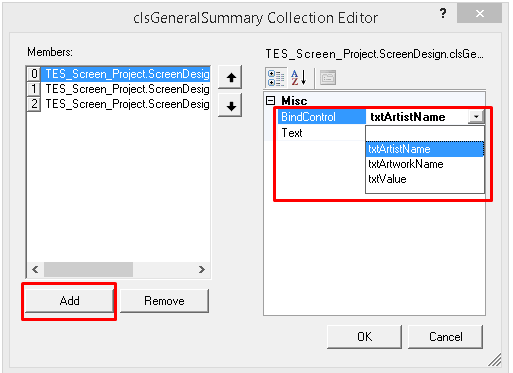 clsGeneralSummary Collection Editor
?
Members:
0 TES_Screen_Project.ScreenDesig
1 TES_Screen_Project.ScreenDesig
2 TES_Screen_Project.ScreenDesig
Add
Remove
TES_Screen_Project.ScreenDesign.clsGe...
Misc
BindControl txtArtistName
Text
txtArtistName
txtArtworkName
txtValue
OK
Cancel